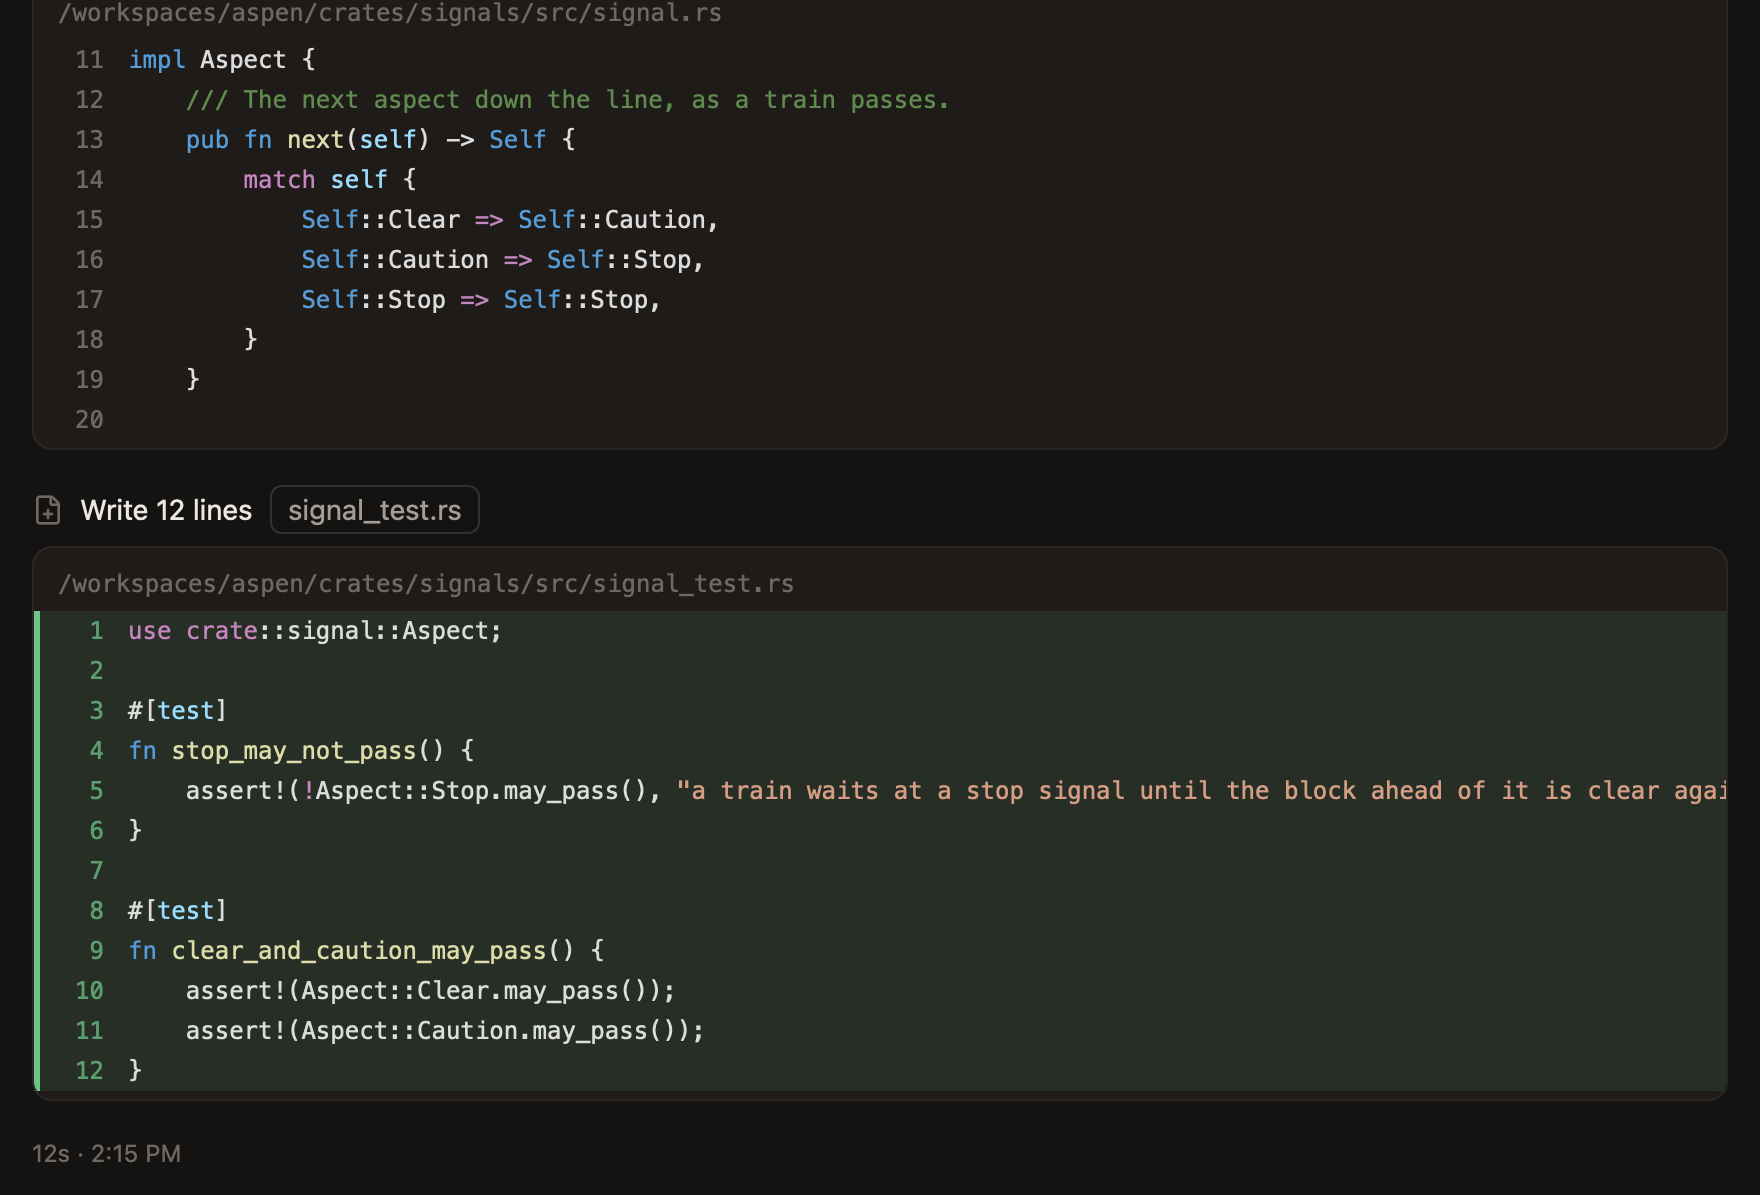 /workspaces/aspen/crates/signals/src/signal.rs
11 impl Aspect {
12     /// The next aspect down the line, as a train passes.
13     pub fn next(self) -> Self {
14         match self {
15             Self::Clear => Self::Caution,
16             Self::Caution => Self::Stop,
17             Self::Stop => Self::Stop,
18         }
19     }
20
Write 12 lines signal_test.rs
/workspaces/aspen/crates/signals/src/signal_test.rs
1 use crate::signal::Aspect;
2
3 #[test]
4 fn stop_may_not_pass() {
5     assert!(!Aspect::Stop.may_pass(), "a train waits at a stop signal until the block ahead of it is clear agai
6 }
7
8 #[test]
9 fn clear_and_caution_may_pass() {
10     assert!(Aspect::Clear.may_pass());
11     assert!(Aspect::Caution.may_pass());
12 }
12s · 2:15 PM